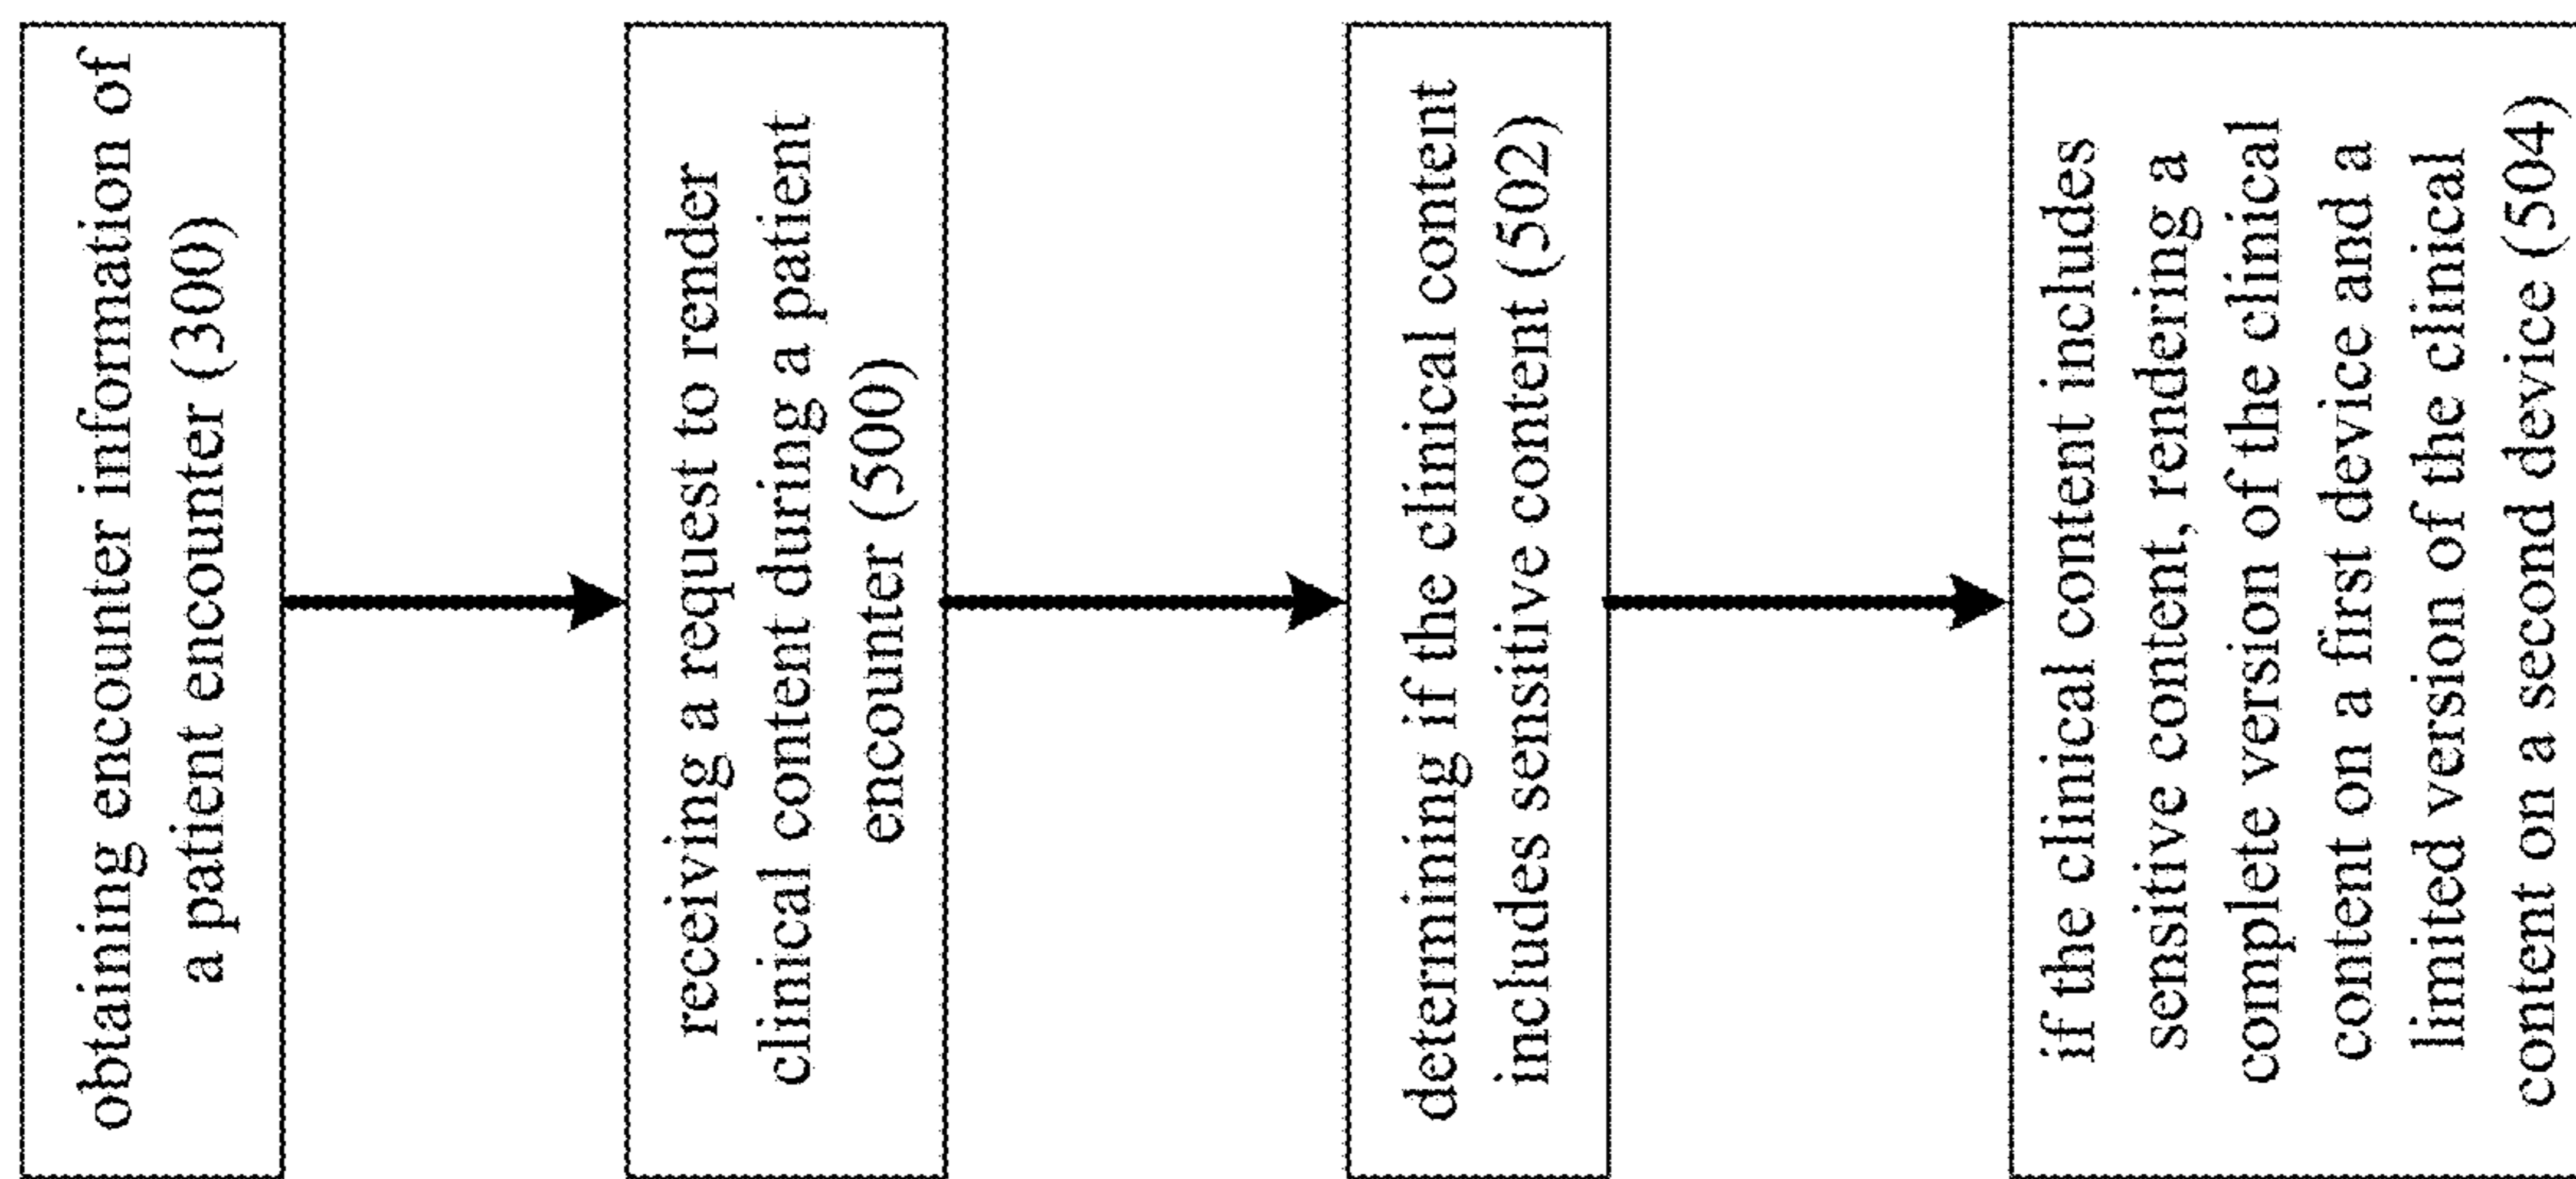 obtaining encounter information of
a patient encounter (300)
receiving a request to render
clinical content during a patient
encounter (500)
determining if the clinical content
includes sensitive content (502)
if the clinical content includes
sensitive content, rendering a
complete version of the clinical
content on a first device and a
limited version of the clinical
content on a second device (504)